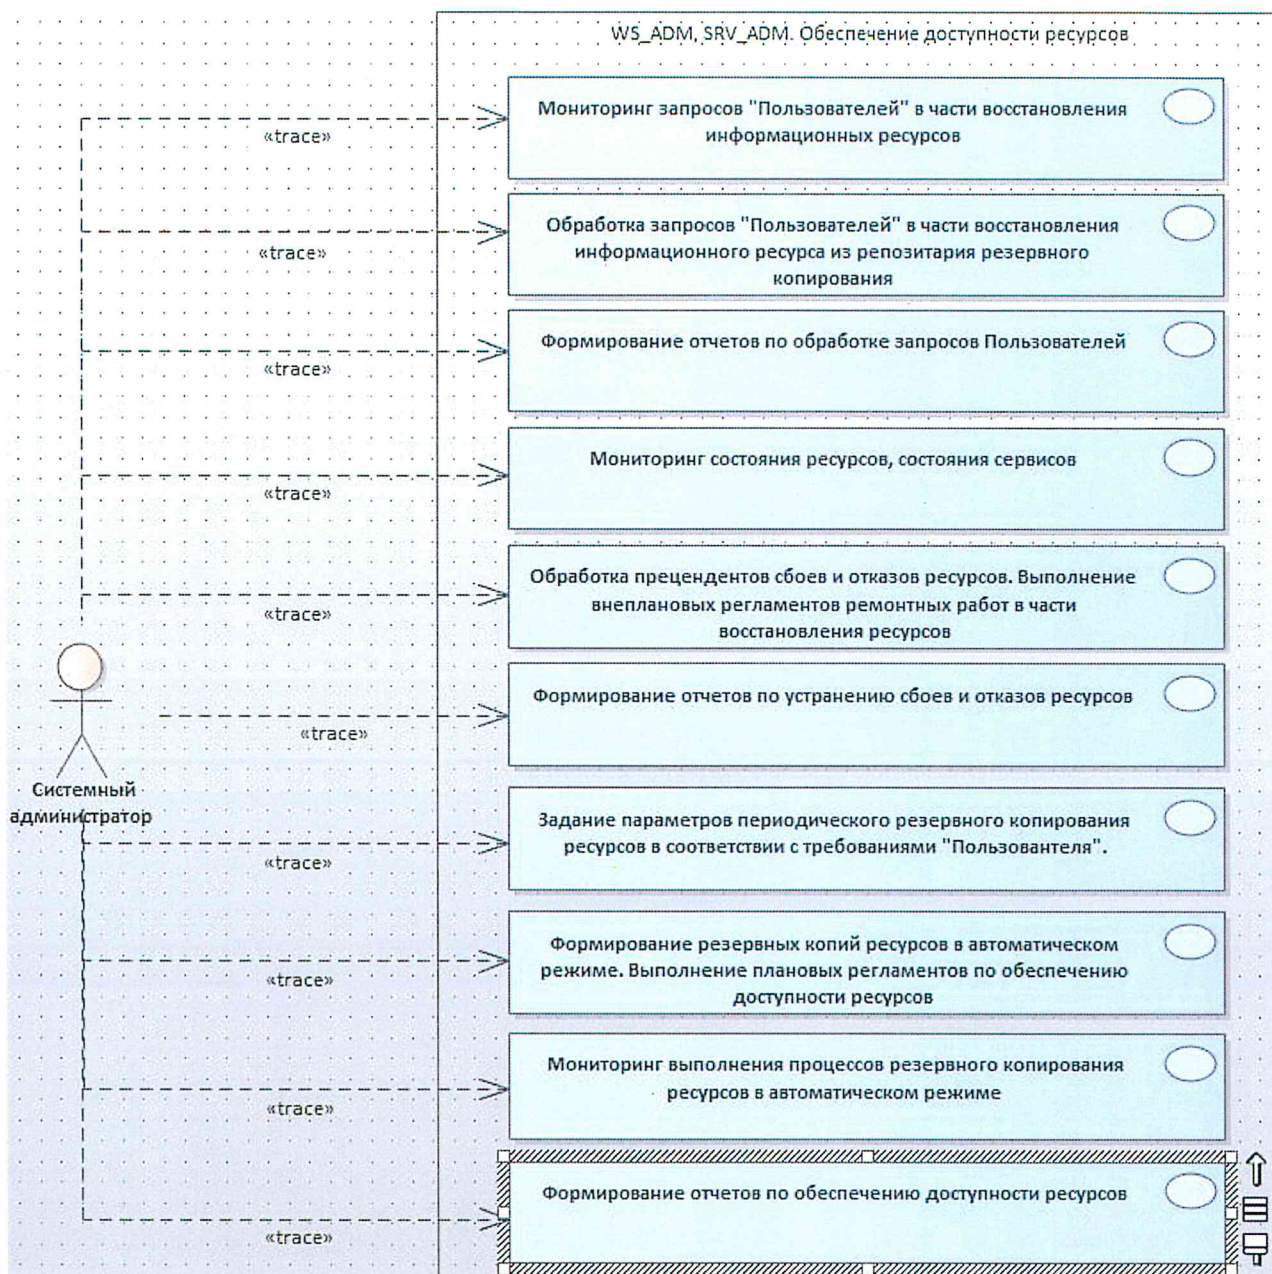 WS_ADM, SRV_ADM. Обеспечение доступности ресурсов
Мониторинг запросов "Пользователей" в части восстановления
информационных ресурсов
«trace»
Обработка запросов "Пользователей" в части восстановления
информационного ресурса из репозитария резервного
копирования
«trace»
Формирование отчетов по обработке запросов Пользователей
«trace»
Мониторинг состояния ресурсов, состояния сервисов
«trace»
Обработка прецендентов сбоев и отказов ресурсов. Выполнение
внеплановых регламентов ремонтных работ в части
восстановления ресурсов
«trace»
Формирование отчетов по устранению сбоев и отказов ресурсов
«trace»
Системный
администратор
Задание параметров периодического резервного копирования
ресурсов в соответствии с требованиями "Пользовантеля".
«trace»
Формирование резервных копий ресурсов в автоматическом
режиме. Выполнение плановых регламентов по обеспечению
доступности ресурсов
«trace»
Мониторинг выполнения процессов резервного копирования
ресурсов в автоматическом режиме
«trace»
Формирование отчетов по обеспечению доступности ресурсов
«trace»